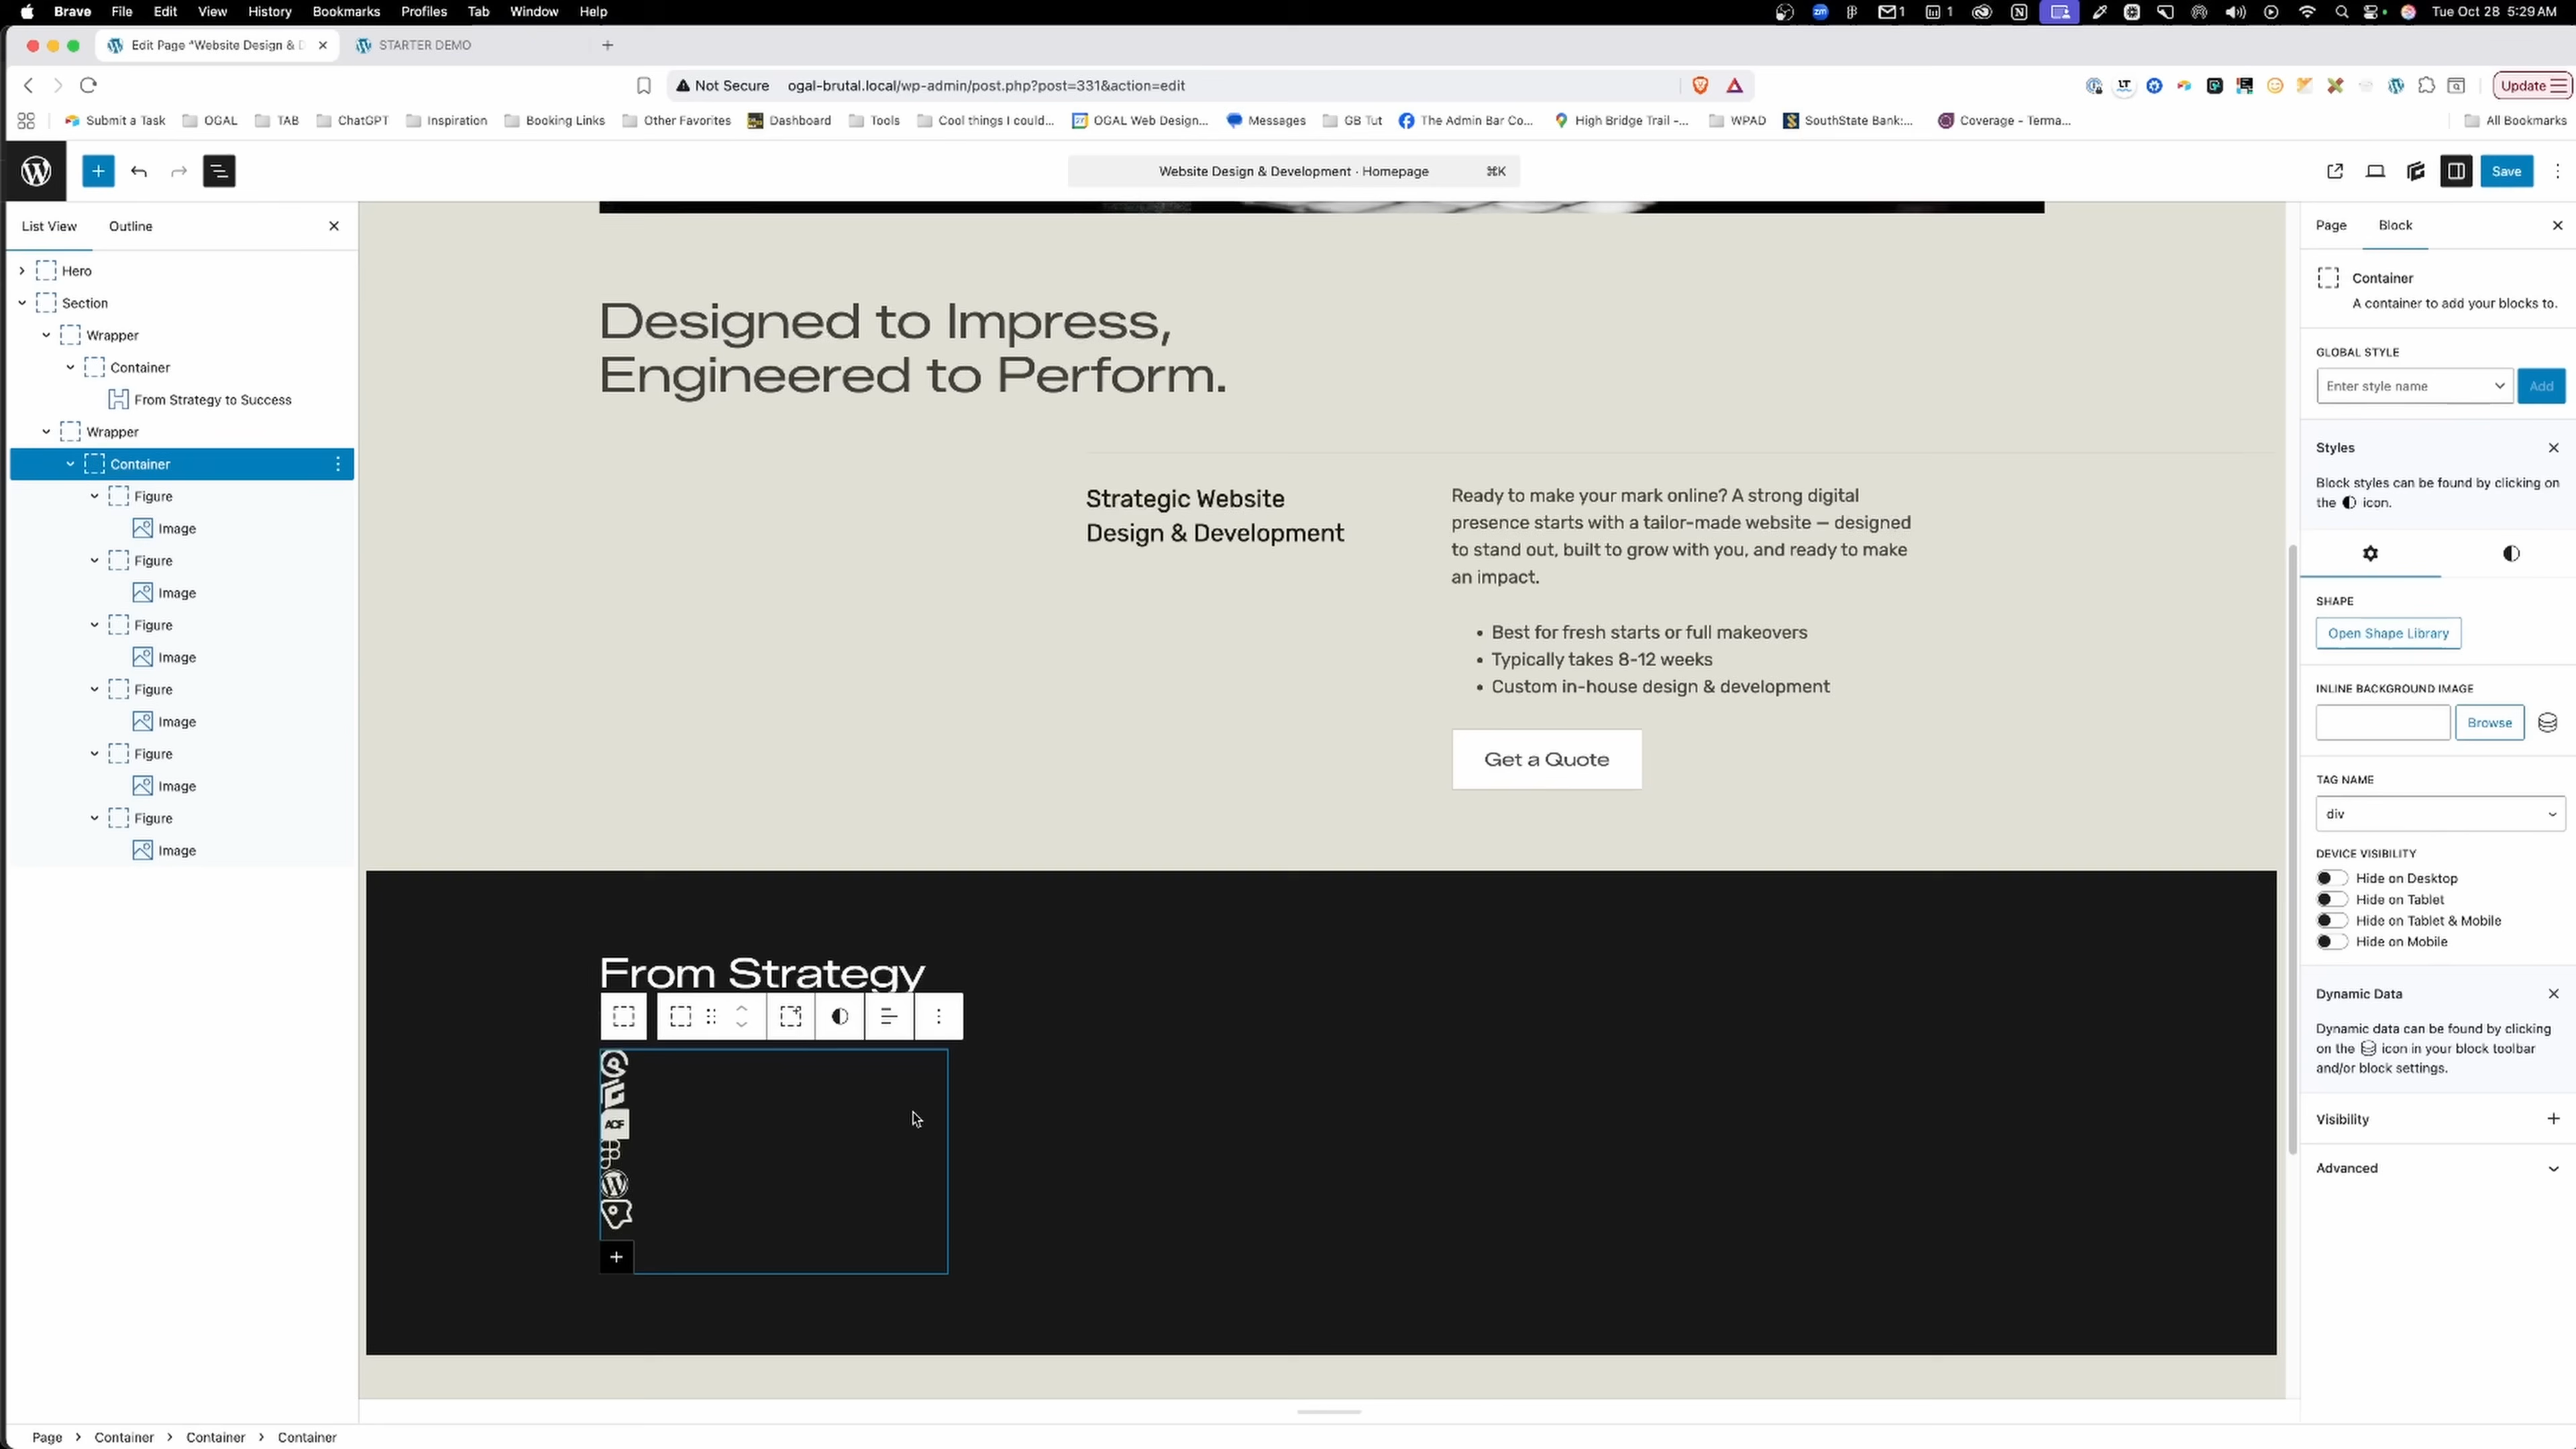 Brave File Edit View History Bookmarks Profiles Tab Window Help
1 1 Tue Oct 28 5:29 AM
Edit Page “Website Design & D
STARTER DEMO
Not Secure ogal-brutal.local/wp-admin/post.php?post=331&action=edit
Update
Submit a Task OGAL TAB ChatGPT Inspiration Booking Links Other Favorites Dashboard Tools Cool things I could... OGAL Web Design... Messages GB Tut The Admin Bar Co... High Bridge Trail -... WPAD SouthState Bank:... Coverage - Terma... All Bookmarks
Website Design & Development · Homepage ⌘K
Save
List View Outline
Hero
Section
Wrapper
Container
From Strategy to Success
Wrapper
Container
Figure
Image
Figure
Image
Figure
Image
Figure
Image
Figure
Image
Figure
Image
Designed to Impress,
Engineered to Perform.
Strategic Website
Design & Development
Ready to make your mark online? A strong digital
presence starts with a tailor-made website — designed
to stand out, built to grow with you, and ready to make
an impact.
• Best for fresh starts or full makeovers
• Typically takes 8-12 weeks
• Custom in-house design & development
Get a Quote
From Strategy
ACF
Page Block
Container
A container to add your blocks to.
GLOBAL STYLE
Enter style name
Add
Styles
Block styles can be found by clicking on
the icon.
SHAPE
Open Shape Library
INLINE BACKGROUND IMAGE
Browse
TAG NAME
div
DEVICE VISIBILITY
Hide on Desktop
Hide on Tablet
Hide on Tablet & Mobile
Hide on Mobile
Dynamic Data
Dynamic data can be found by clicking
on the icon in your block toolbar
and/or block settings.
Visibility
Advanced
Page > Container > Container > Container